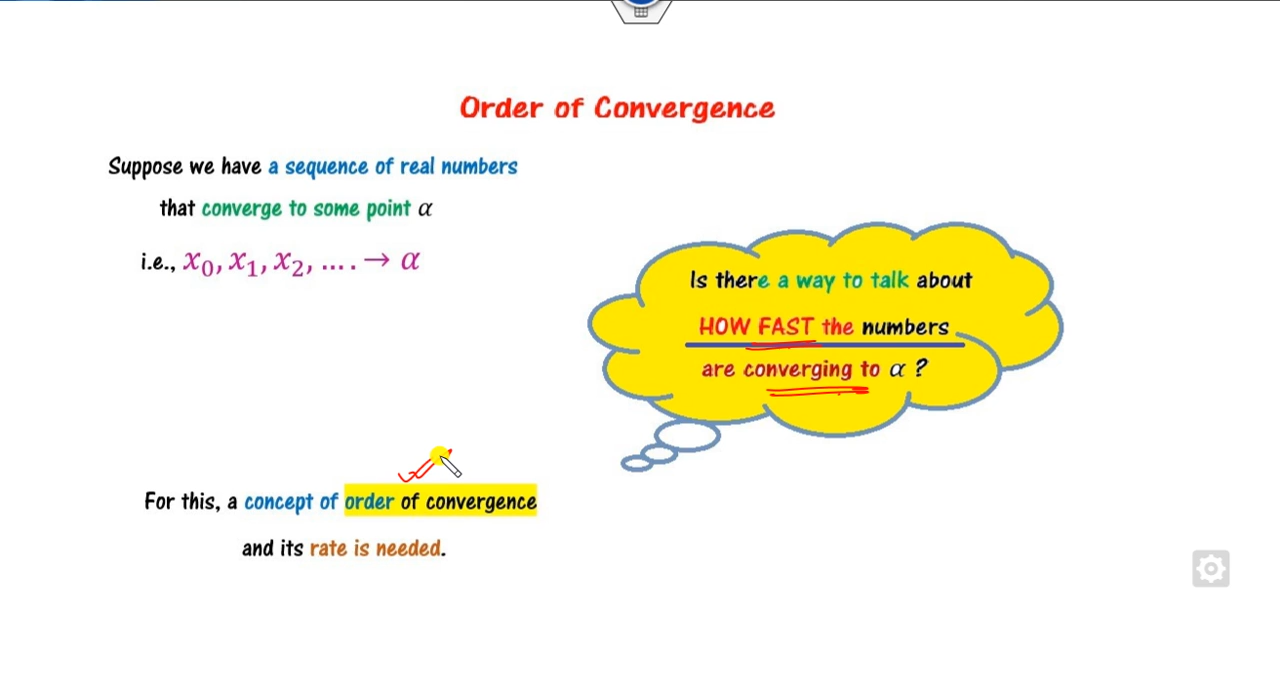 Order of Convergence
Suppose we have a sequence of real numbers
that converge to some point α
i.e., x₀, x₁, x₂, .... → α
Is there a way to talk about
HOW FAST the numbers
are converging to α ?
For this, a concept of order of convergence
and its rate is needed.